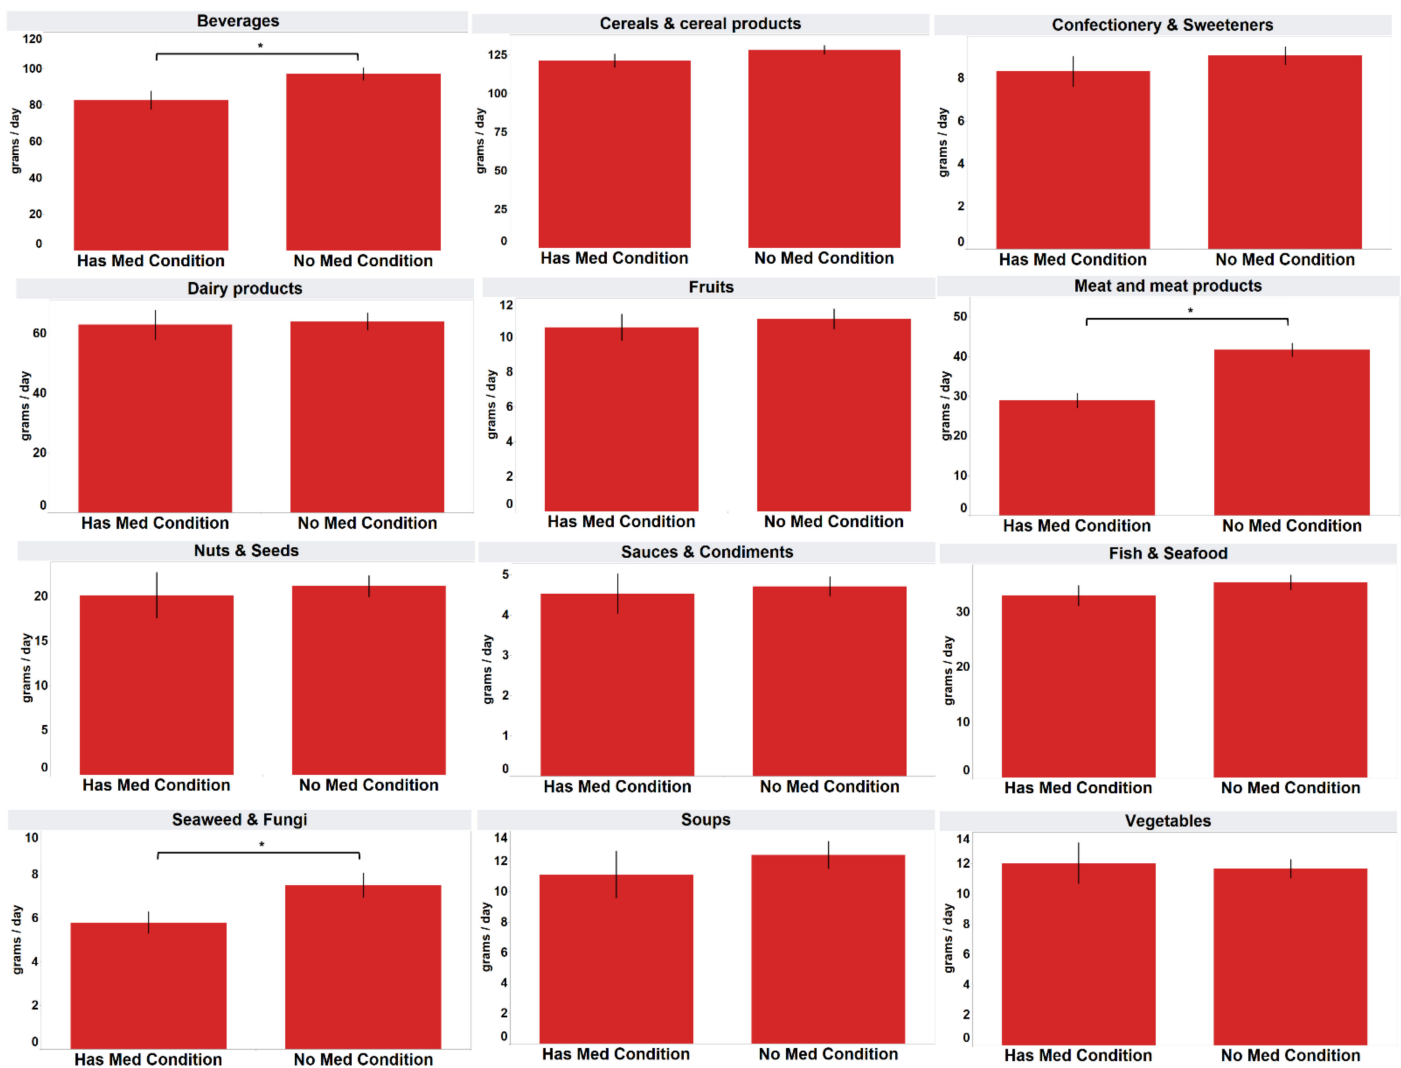 Beverages
120
100
80
60
40
20
0
grams / day
*
Has Med Condition
No Med Condition
Cereals & cereal products
125
100
75
50
25
0
grams / day
Has Med Condition
No Med Condition
Confectionery & Sweeteners
8
6
4
2
0
grams / day
Has Med Condition
No Med Condition
Dairy products
60
40
20
0
grams / day
Has Med Condition
No Med Condition
Fruits
12
10
8
6
4
2
0
grams / day
Has Med Condition
No Med Condition
Meat and meat products
50
40
30
20
10
0
grams / day
*
Has Med Condition
No Med Condition
Nuts & Seeds
20
15
10
5
0
grams / day
Has Med Condition
No Med Condition
Sauces & Condiments
5
4
3
2
1
0
grams / day
Has Med Condition
No Med Condition
Fish & Seafood
30
20
10
0
grams / day
Has Med Condition
No Med Condition
Seaweed & Fungi
10
8
6
4
2
0
grams / day
*
Has Med Condition
No Med Condition
Soups
14
12
10
8
6
4
2
0
grams / day
Has Med Condition
No Med Condition
Vegetables
14
12
10
8
6
4
2
0
grams / day
Has Med Condition
No Med Condition